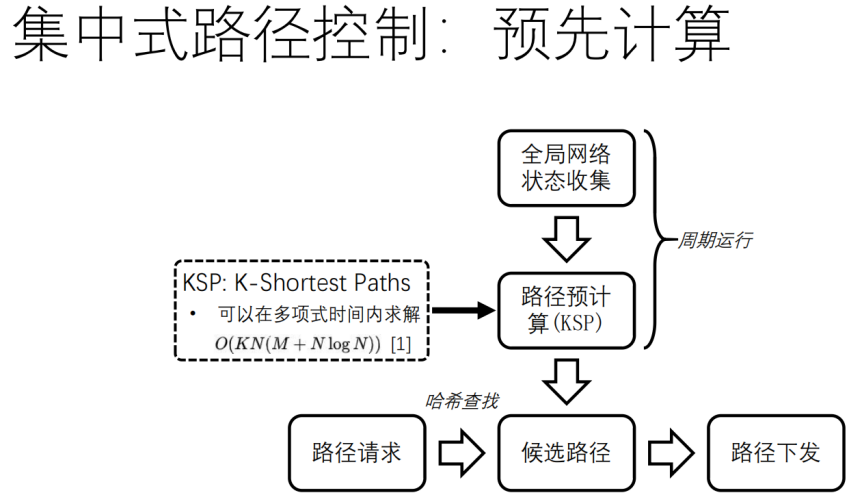 集中式路径控制： 预先计算
全局网络
状态收集
周期运行
KSP: K-Shortest Paths
• 可以在多项式时间内求解
O(KN(M + N log N)) [1]
路径预计
算(KSP)
哈希查找
路径请求
候选路径
路径下发